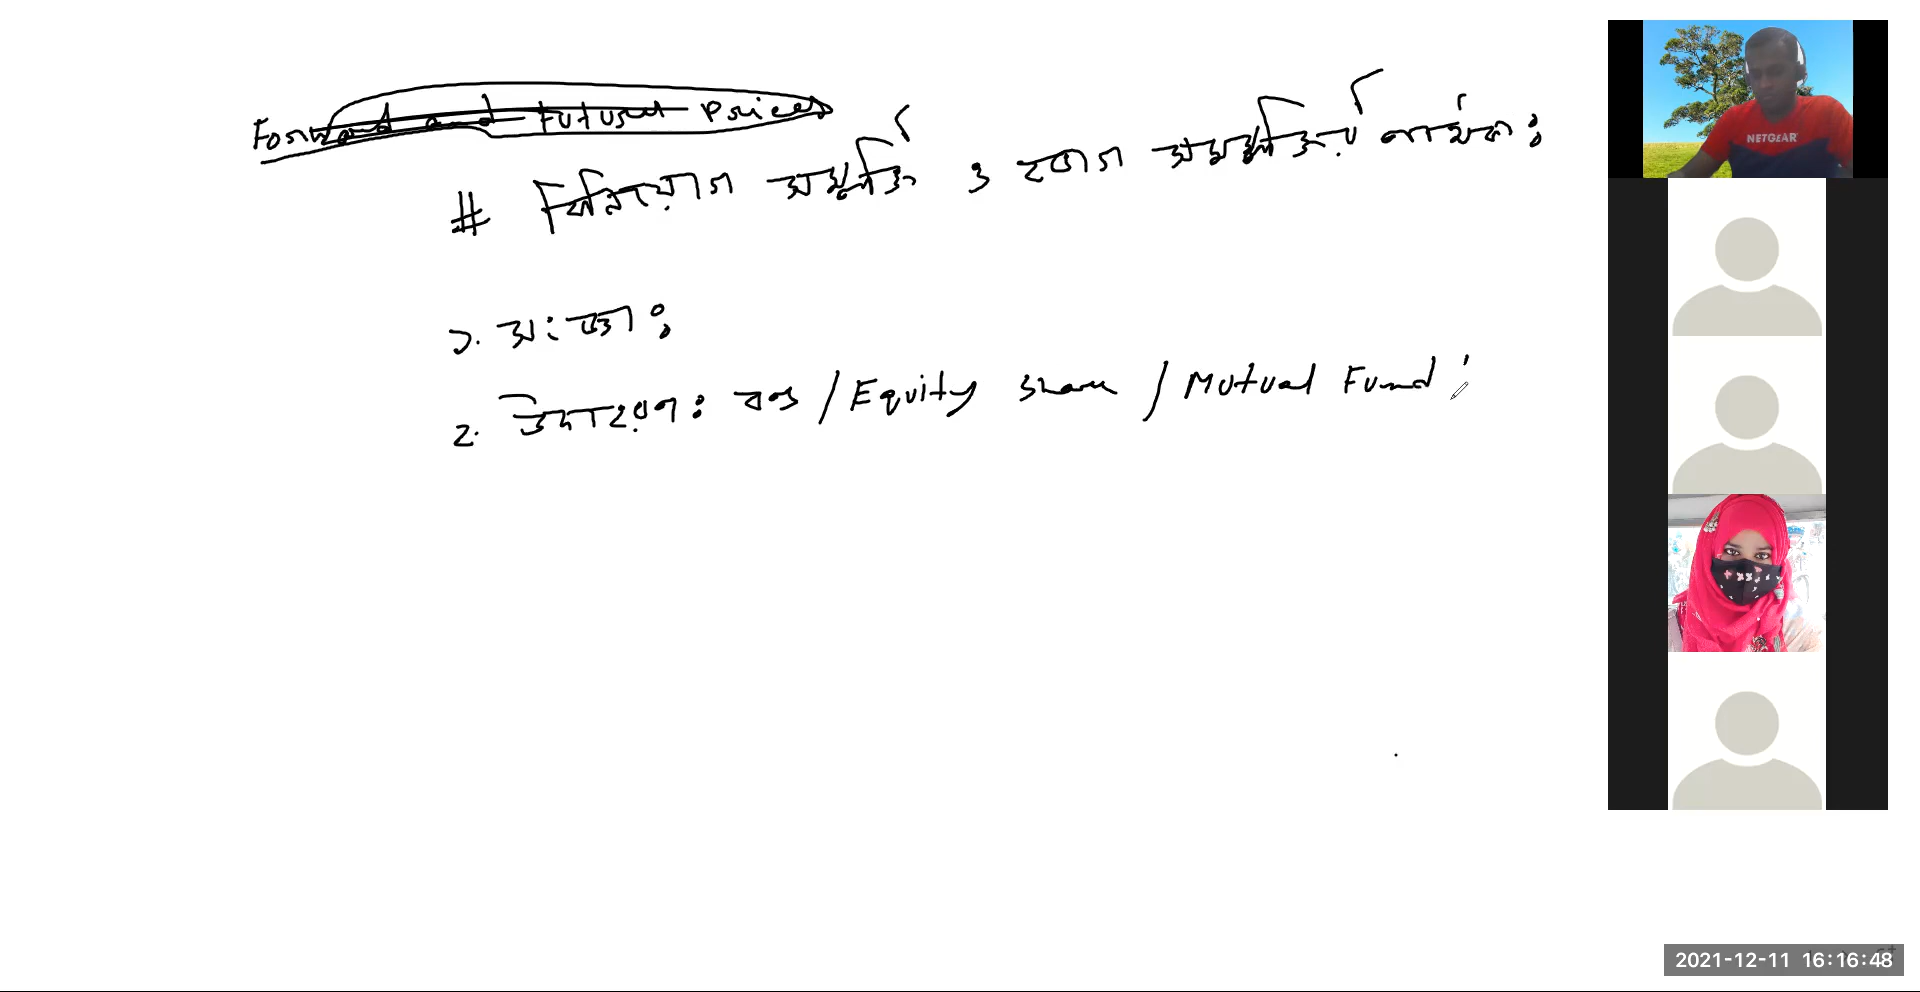 Forward and Future Prices
# বিনিয়োগ সম্পত্তি ও ভোগ সম্পত্তির পার্থক্য :
১. সংজ্ঞা :
২. উদাহরণ : বন্ড / Equity Share / Mutual Fund :
NETGEAR
2021-12-11 16:16:48